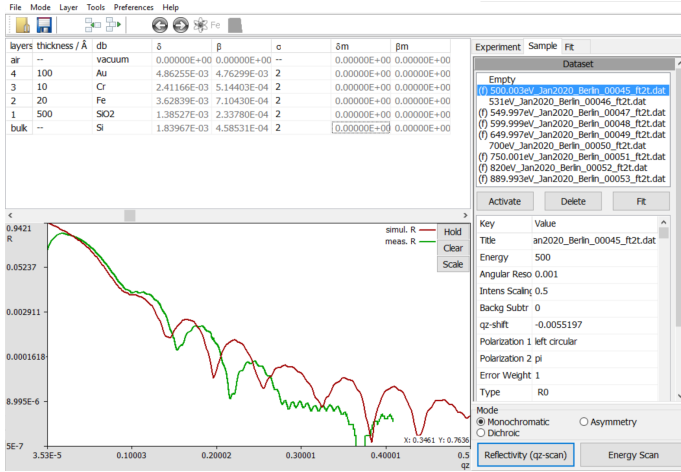 File Mode Layer Tools Preferences Help
Fe
layers thickness / Å db δ β σ δm βm
air -- vacuum 0.00000E+00 0.00000E+00 -- 0.00000E+00 0.00000E+00
4 100 Au 4.86255E-03 4.76299E-03 2 0.00000E+00 0.00000E+00
3 10 Cr 2.41166E-03 5.14403E-04 2 0.00000E+00 0.00000E+00
2 20 Fe 3.62839E-03 7.10430E-04 2 0.00000E+00 0.00000E+00
1 500 SiO2 1.38527E-03 2.33780E-04 2 0.00000E+00 0.00000E+00
bulk -- Si 1.83967E-03 4.58531E-04 2 0.00000E+00 0.00000E+00
0.9421
R
0.05237
0.002911
0.0001618
8.995E-6
5E-7
3.53E-5 0.10003 0.20002 0.30001 0.40001 0.5
qz
simul. R
meas. R
X: 0.3461 Y: 0.7636
Hold
Clear
Scale
Experiment Sample Fit
Dataset
Empty
(f) 500.003eV_Jan2020_Berlin_00045_ft2t.dat
531eV_Jan2020_Berlin_00046_ft2t.dat
(f) 549.997eV_Jan2020_Berlin_00047_ft2t.dat
(f) 599.999eV_Jan2020_Berlin_00048_ft2t.dat
(f) 649.997eV_Jan2020_Berlin_00049_ft2t.dat
700eV_Jan2020_Berlin_00050_ft2t.dat
(f) 750.001eV_Jan2020_Berlin_00051_ft2t.dat
(f) 820eV_Jan2020_Berlin_00052_ft2t.dat
(f) 889.993eV_Jan2020_Berlin_00053_ft2t.dat
Activate Delete Fit
Key Value
Title an2020_Berlin_00045_ft2t.dat
Energy 500
Angular Reso 0.001
Intens Scaling 0.5
Backg Subtr 0
qz-shift -0.0055197
Polarization 1 left circular
Polarization 2 pi
Error Weight 1
Type R0
Mode
Monochromatic Asymmetry
Dichroic
Reflectivity (qz-scan) Energy Scan